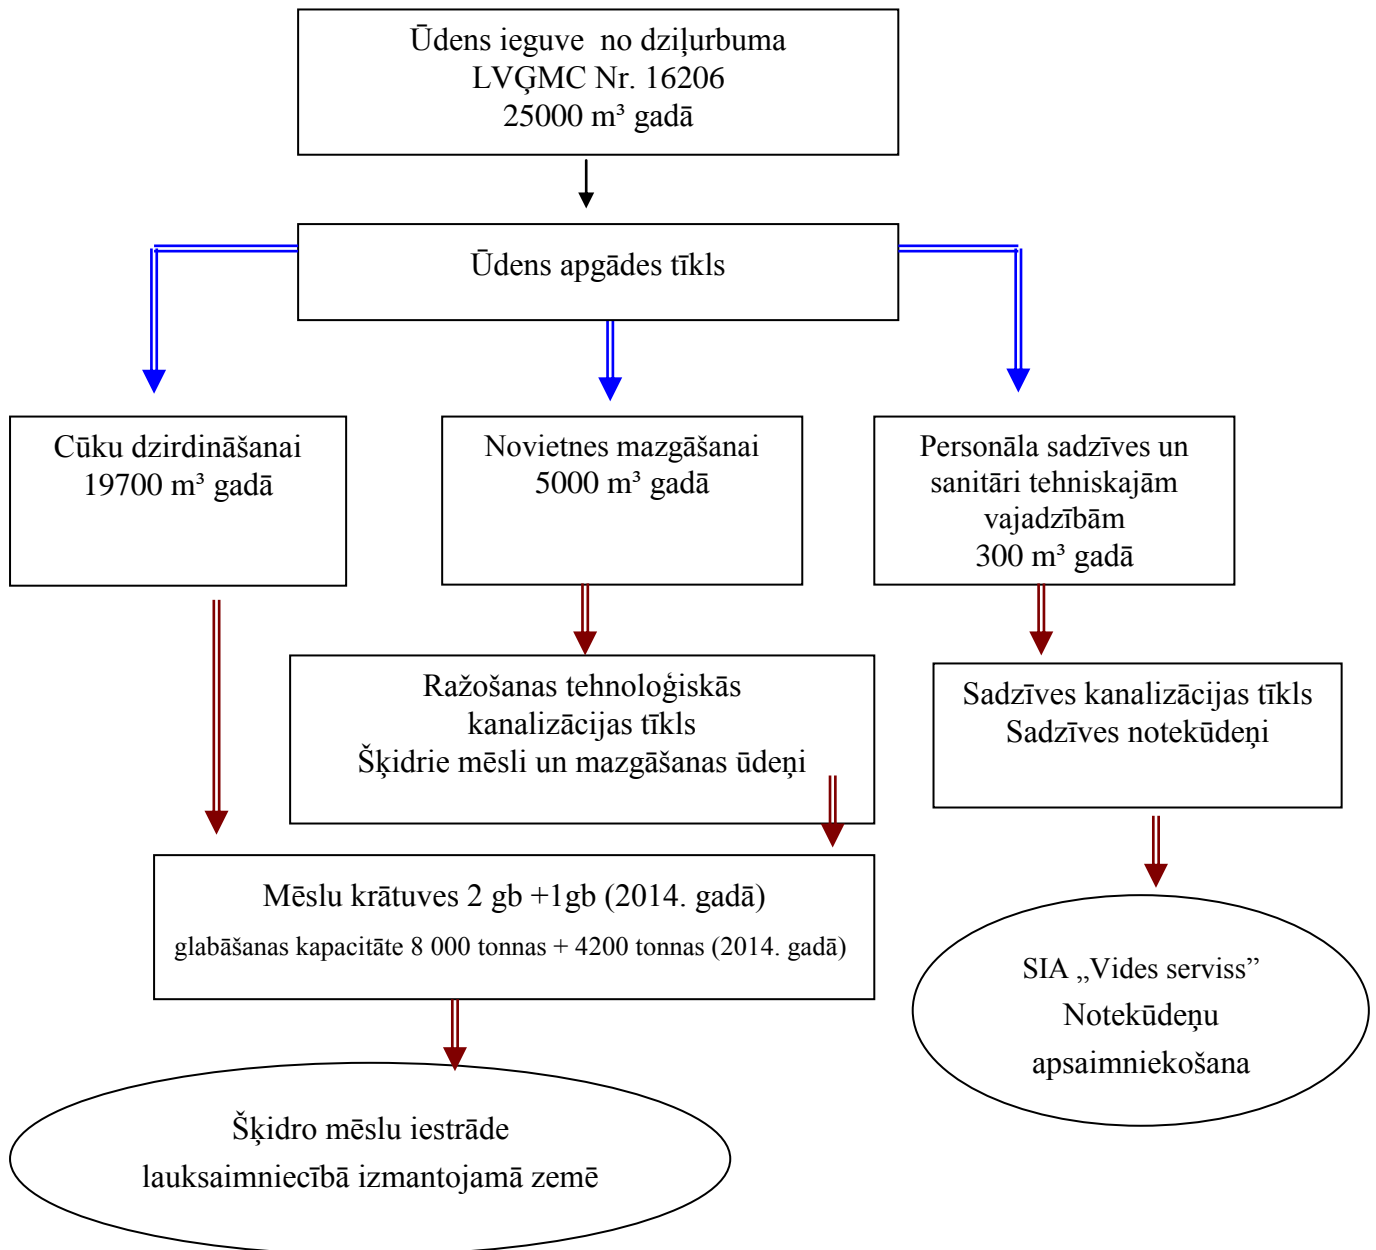 Ūdens ieguve no dziļurbuma
LVĢMC Nr. 16206
25000 m³ gadā
Ūdens apgādes tīkls
Cūku dzirdināšanai
19700 m³ gadā
Novietnes mazgāšanai
5000 m³ gadā
Personāla sadzīves un
sanitāri tehniskajām
vajadzībām
300 m³ gadā
Ražošanas tehnoloģiskās
kanalizācijas tīkls
Šķidrie mēsli un mazgāšanas ūdeņi
Sadzīves kanalizācijas tīkls
Sadzīves notekūdeņi
Mēslu krātuves 2 gb +1gb (2014. gadā)
glabāšanas kapacitāte 8 000 tonnas + 4200 tonnas (2014. gadā)
SIA „Vides serviss”
Notekūdeņu
apsaimniekošana
Šķidro mēslu iestrāde
lauksaimniecībā izmantojamā zemē